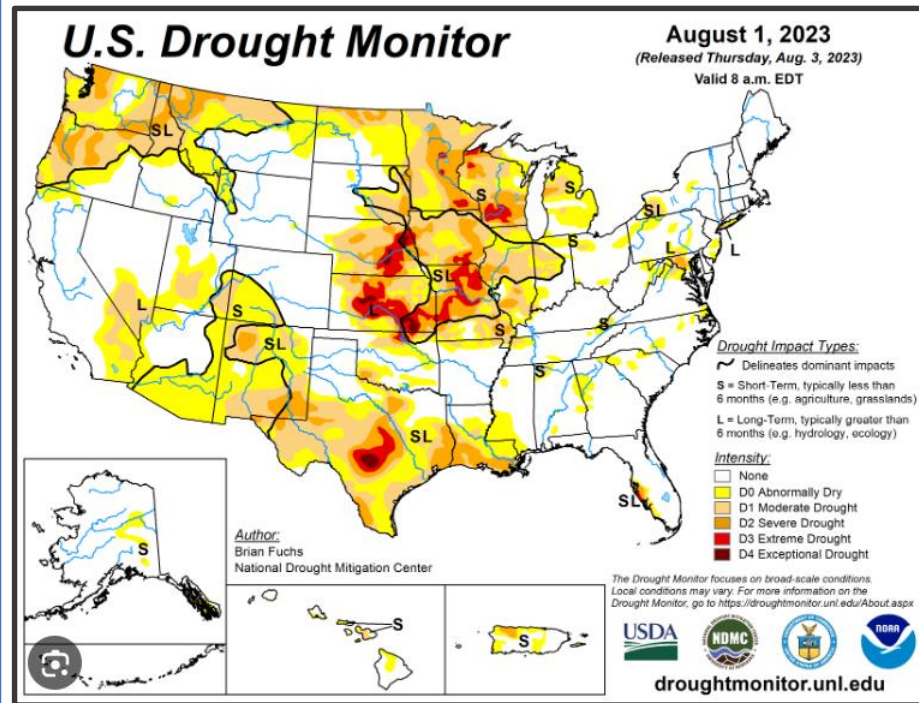 U.S. Drought Monitor
August 1, 2023
(Released Thursday, Aug. 3, 2023)
Valid 8 a.m. EDT
SL
S
S
SL
S
L
L
SL
L
S
SL
L
S
S
S
SL
SL
S
S
S
Drought Impact Types:
Delineates dominant impacts
S = Short-Term, typically less than
6 months (e.g. agriculture, grasslands)
L = Long-Term, typically greater than
6 months (e.g. hydrology, ecology)
Intensity:
None
D0 Abnormally Dry
D1 Moderate Drought
D2 Severe Drought
D3 Extreme Drought
D4 Exceptional Drought
Author:
Brian Fuchs
National Drought Mitigation Center
The Drought Monitor focuses on broad-scale conditions.
Local conditions may vary. For more information on the
Drought Monitor, go to https://droughtmonitor.unl.edu/About.aspx
USDA
NDMC
NOAA
droughtmonitor.unl.edu